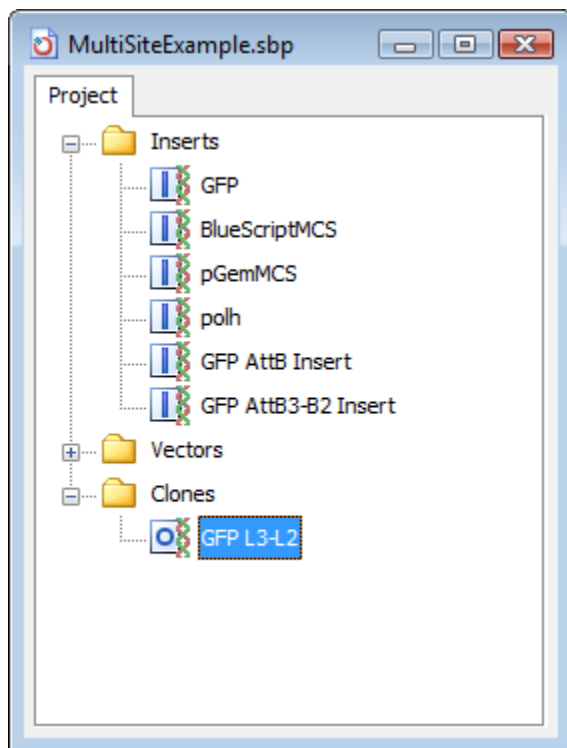 MultiSiteExample.sbp
Project
Inserts
GFP
BlueScriptMCS
pGemMCS
polh
GFP AttB Insert
GFP AttB3-B2 Insert
Vectors
Clones
GFP L3-L2